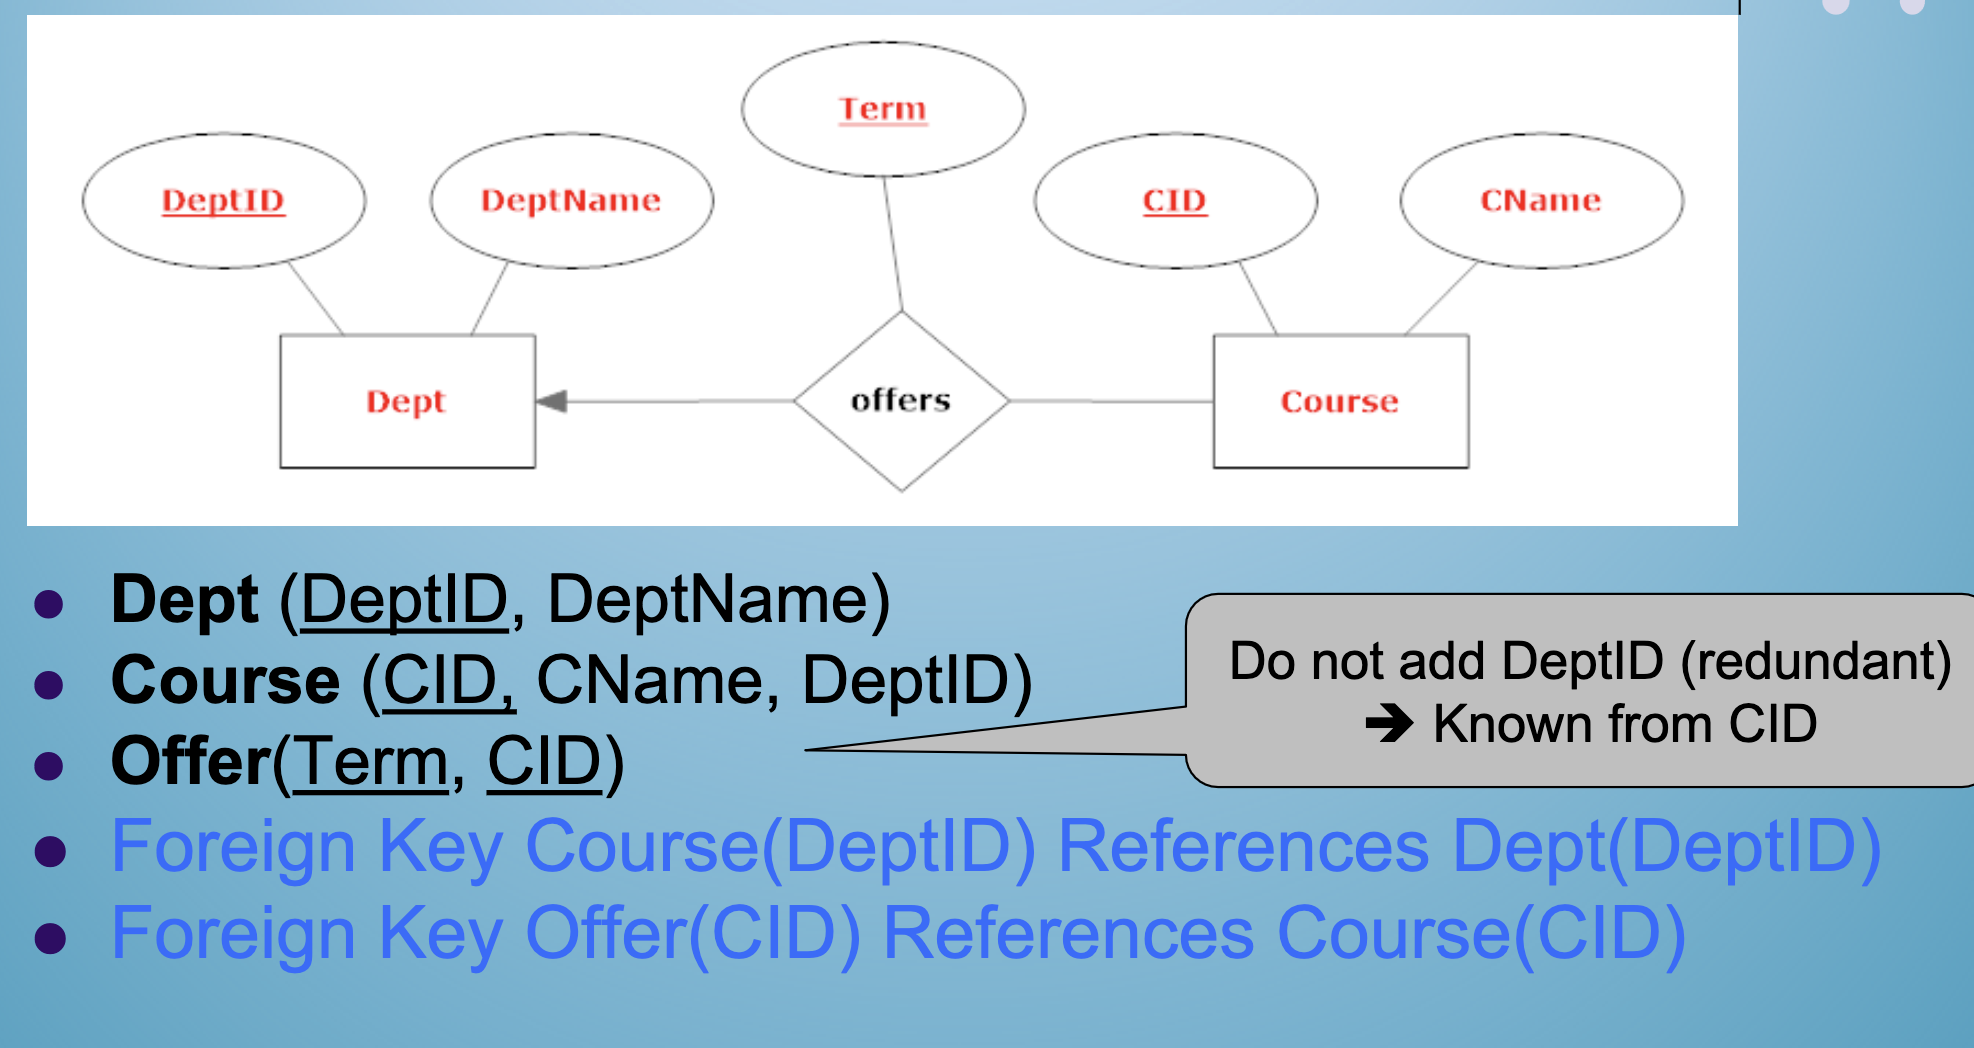 Term
DeptID DeptName CID CName
Dept offers Course
● Dept (DeptID, DeptName)
● Course (CID, CName, DeptID)
● Offer(Term, CID)
Do not add DeptID (redundant)
➔ Known from CID
● Foreign Key Course(DeptID) References Dept(DeptID)
● Foreign Key Offer(CID) References Course(CID)